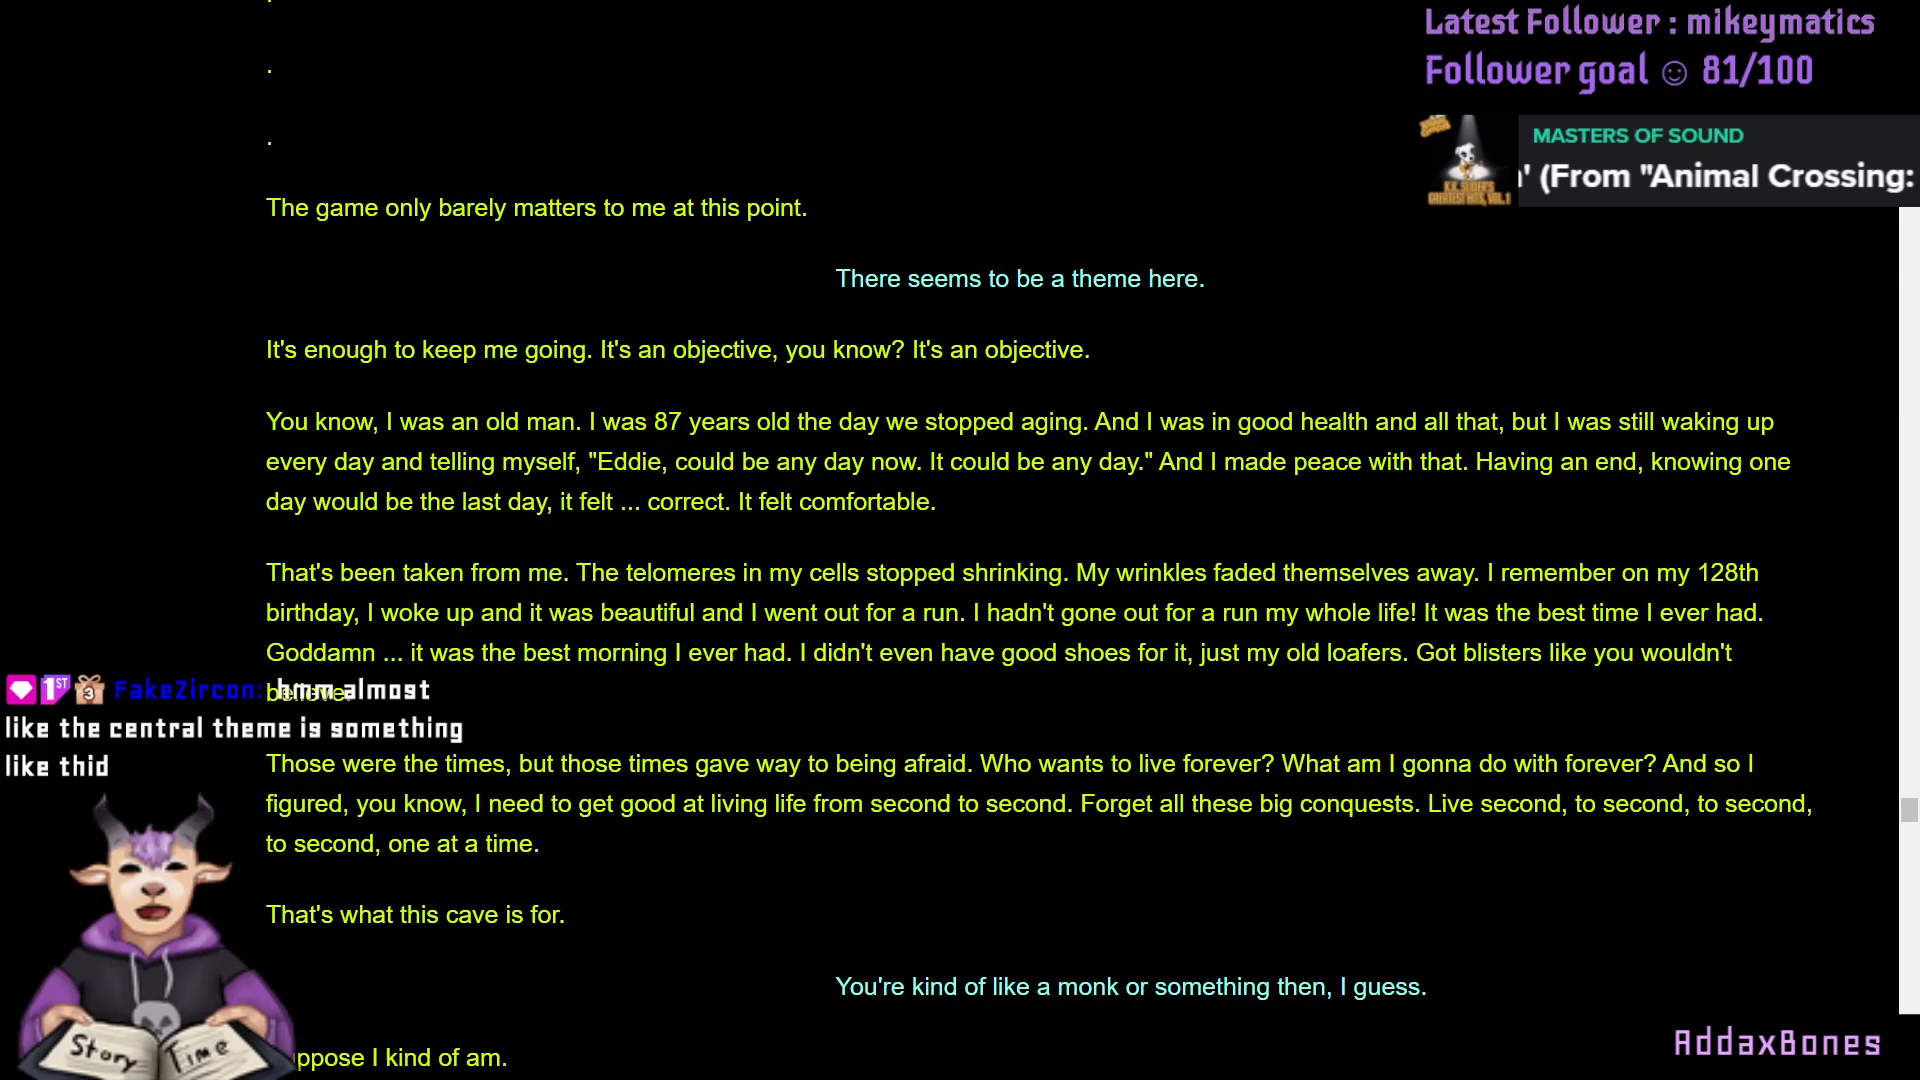 Latest Follower : mikeymatics
Follower goal ☺ 81/100
MASTERS OF SOUND
' (From "Animal Crossing:
K.K. SLIDER'S
GREATEST HITS, VOL. 1
.
.
.
The game only barely matters to me at this point.
There seems to be a theme here.
It's enough to keep me going. It's an objective, you know? It's an objective.
You know, I was an old man. I was 87 years old the day we stopped aging. And I was in good health and all that, but I was still waking up
every day and telling myself, "Eddie, could be any day now. It could be any day." And I made peace with that. Having an end, knowing one
day would be the last day, it felt ... correct. It felt comfortable.
That's been taken from me. The telomeres in my cells stopped shrinking. My wrinkles faded themselves away. I remember on my 128th
birthday, I woke up and it was beautiful and I went out for a run. I hadn't gone out for a run my whole life! It was the best time I ever had.
Goddamn ... it was the best morning I ever had. I didn't even have good shoes for it, just my old loafers. Got blisters like you wouldn't
believe.
1ST 3 FakeZircon: hmm almost
like the central theme is something
like thid
Those were the times, but those times gave way to being afraid. Who wants to live forever? What am I gonna do with forever? And so I
figured, you know, I need to get good at living life from second to second. Forget all these big conquests. Live second, to second, to second,
to second, one at a time.
That's what this cave is for.
You're kind of like a monk or something then, I guess.
ppose I kind of am.
Story Time
AddaxBones